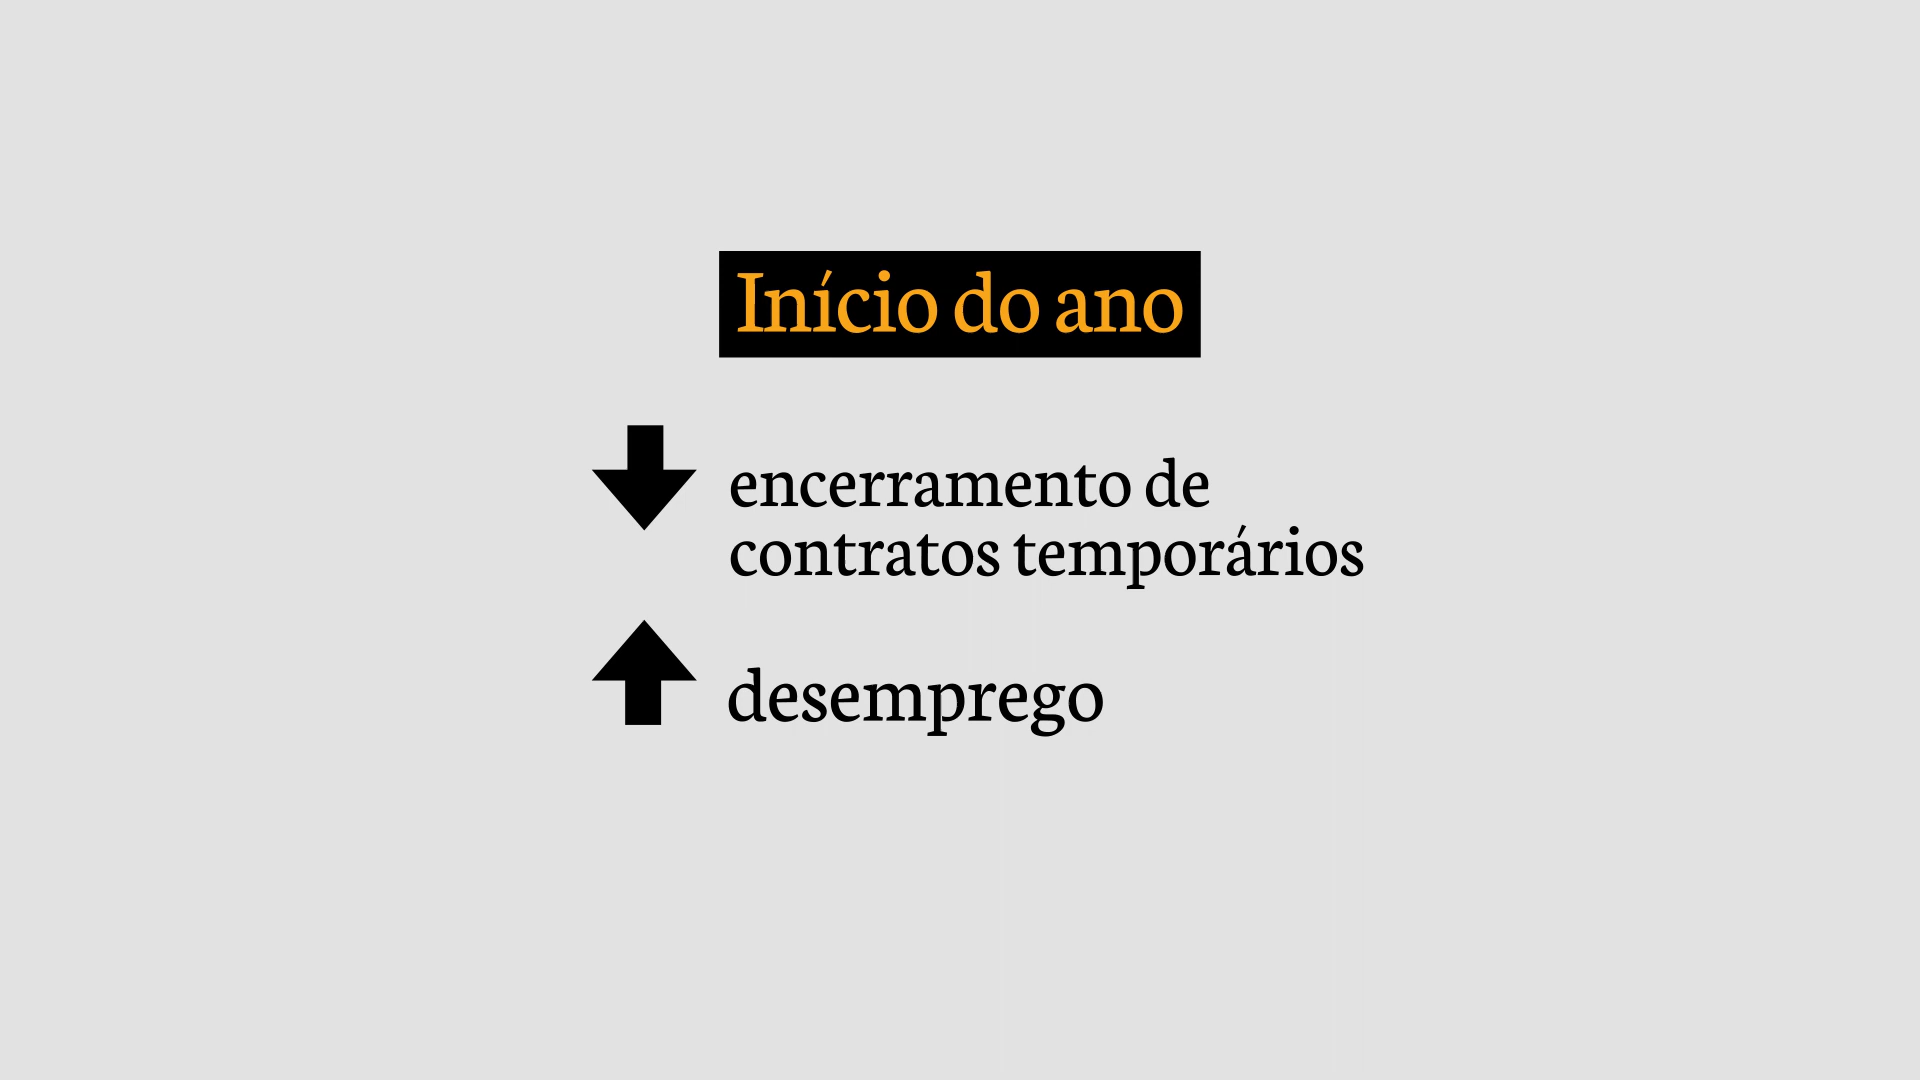 Início do ano
encerramento de
contratos temporários
desemprego